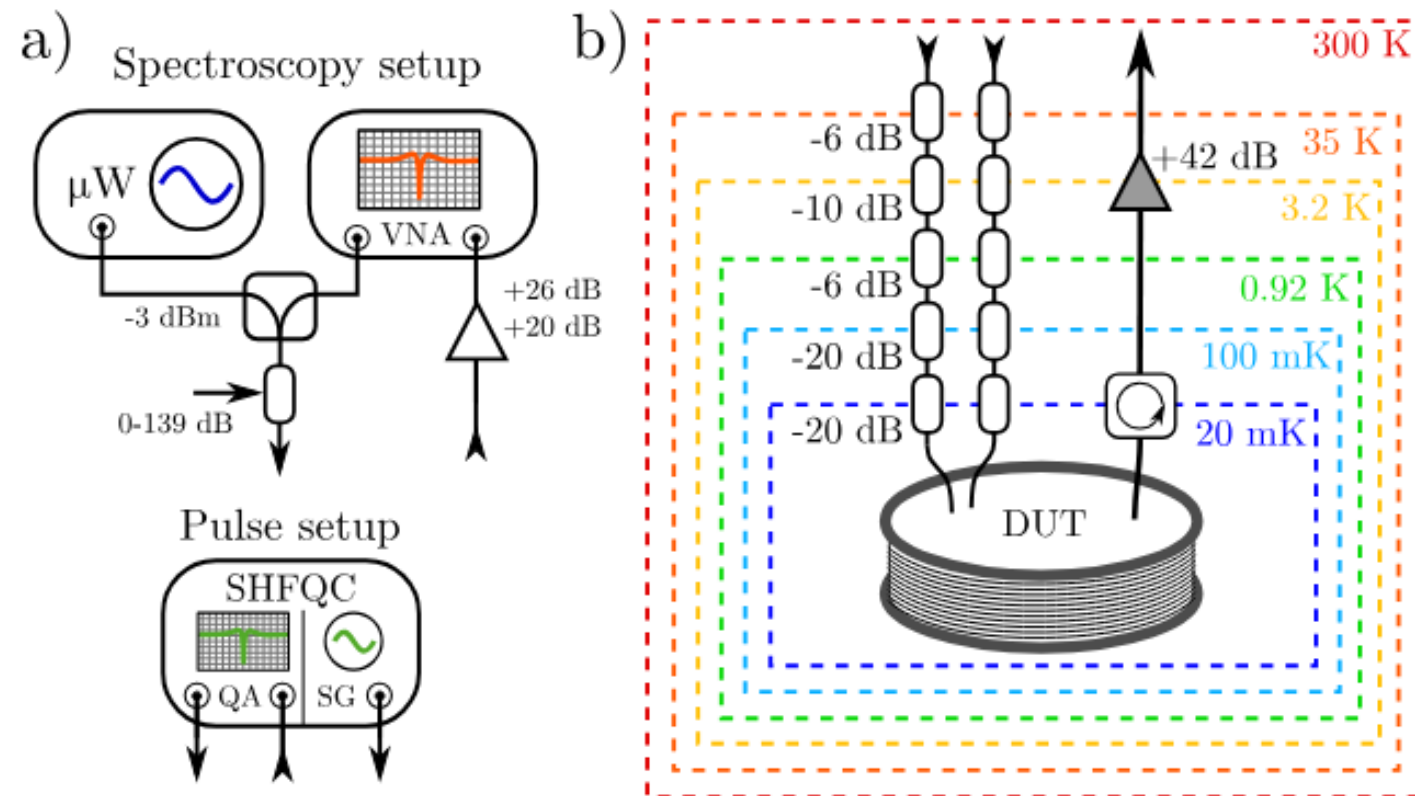 a)
Spectroscopy setup
µW
VNA
-3 dBm
+26 dB
+20 dB
0-139 dB
Pulse setup
SHFQC
QA
SG
b)
300 K
-6 dB
35 K
+42 dB
-10 dB
3.2 K
-6 dB
0.92 K
-20 dB
100 mK
-20 dB
20 mK
DUT